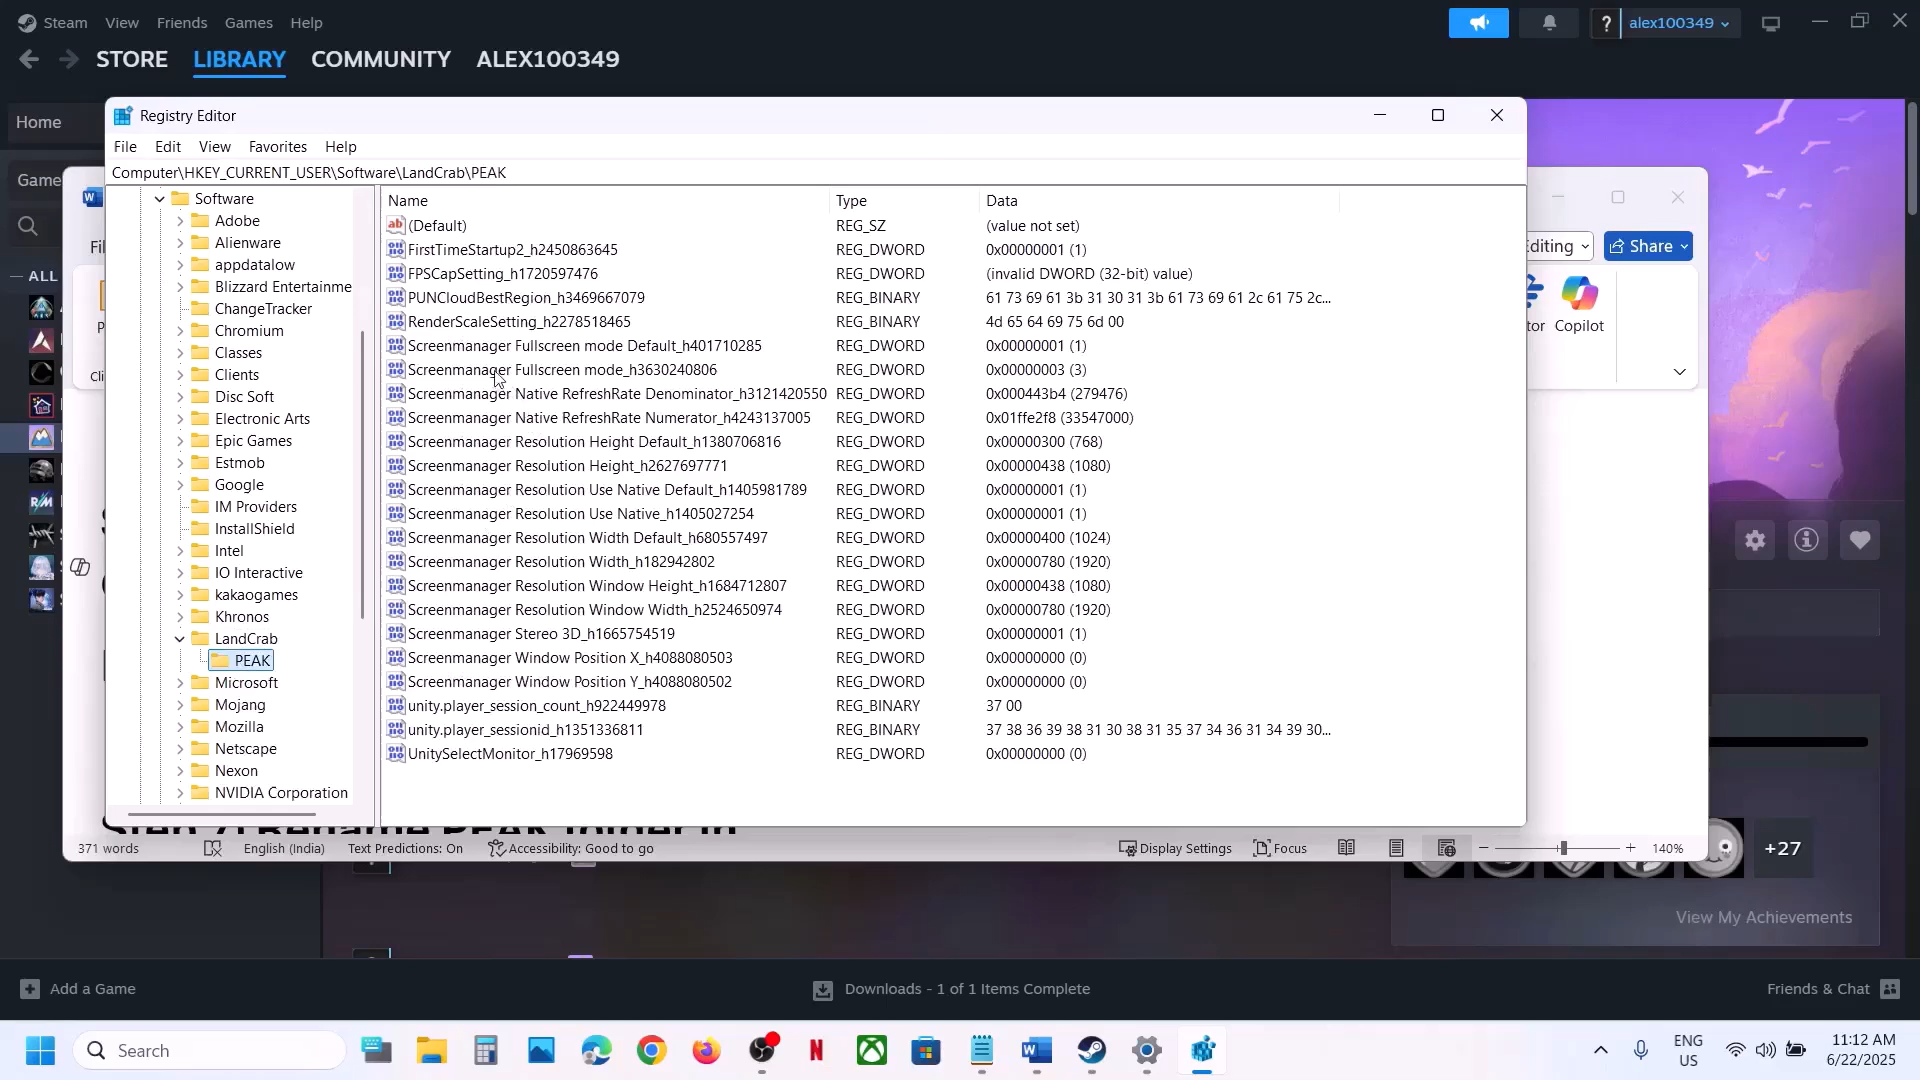 Steam View Friends Games Help
? alex100349
STORE LIBRARY COMMUNITY ALEX100349
Home
Game
ALL
Registry Editor
File Edit View Favorites Help
Computer\HKEY_CURRENT_USER\Software\LandCrab\PEAK
Software
Adobe
Alienware
appdatalow
Blizzard Entertainme
ChangeTracker
Chromium
Classes
Clients
Disc Soft
Electronic Arts
Epic Games
Estmob
Google
IM Providers
InstallShield
Intel
IO Interactive
kakaogames
Khronos
LandCrab
PEAK
Microsoft
Mojang
Mozilla
Netscape
Nexon
NVIDIA Corporation
Name Type Data
(Default) REG_SZ (value not set)
FirstTimeStartup2_h2450863645 REG_DWORD 0x00000001 (1)
FPSCapSetting_h1720597476 REG_DWORD (invalid DWORD (32-bit) value)
PUNCloudBestRegion_h3469667079 REG_BINARY 61 73 69 61 3b 31 30 31 3b 61 73 69 61 2c 61 75 2c...
RenderScaleSetting_h2278518465 REG_BINARY 4d 65 64 69 75 6d 00
Screenmanager Fullscreen mode Default_h401710285 REG_DWORD 0x00000001 (1)
Screenmanager Fullscreen mode_h3630240806 REG_DWORD 0x00000003 (3)
Screenmanager Native RefreshRate Denominator_h3121420550 REG_DWORD 0x000443b4 (279476)
Screenmanager Native RefreshRate Numerator_h4243137005 REG_DWORD 0x01ffe2f8 (33547000)
Screenmanager Resolution Height Default_h1380706816 REG_DWORD 0x00000300 (768)
Screenmanager Resolution Height_h2627697771 REG_DWORD 0x00000438 (1080)
Screenmanager Resolution Use Native Default_h1405981789 REG_DWORD 0x00000001 (1)
Screenmanager Resolution Use Native_h1405027254 REG_DWORD 0x00000001 (1)
Screenmanager Resolution Width Default_h680557497 REG_DWORD 0x00000400 (1024)
Screenmanager Resolution Width_h182942802 REG_DWORD 0x00000780 (1920)
Screenmanager Resolution Window Height_h1684712807 REG_DWORD 0x00000438 (1080)
Screenmanager Resolution Window Width_h2524650974 REG_DWORD 0x00000780 (1920)
Screenmanager Stereo 3D_h1665754519 REG_DWORD 0x00000001 (1)
Screenmanager Window Position X_h4088080503 REG_DWORD 0x00000000 (0)
Screenmanager Window Position Y_h4088080502 REG_DWORD 0x00000000 (0)
unity.player_session_count_h922449978 REG_BINARY 37 00
unity.player_sessionid_h1351336811 REG_BINARY 37 38 36 39 38 31 30 38 31 35 37 34 36 31 34 39 30...
UnitySelectMonitor_h17969598 REG_DWORD 0x00000000 (0)
Editing Share
tor Copilot
Step 7) Rename PEAK folder in
371 words English (India) Text Predictions: On Accessibility: Good to go Display Settings Focus 140%
+27
View My Achievements
Add a Game Downloads - 1 of 1 Items Complete Friends & Chat
Search
ENG
US
11:12 AM
6/22/2025